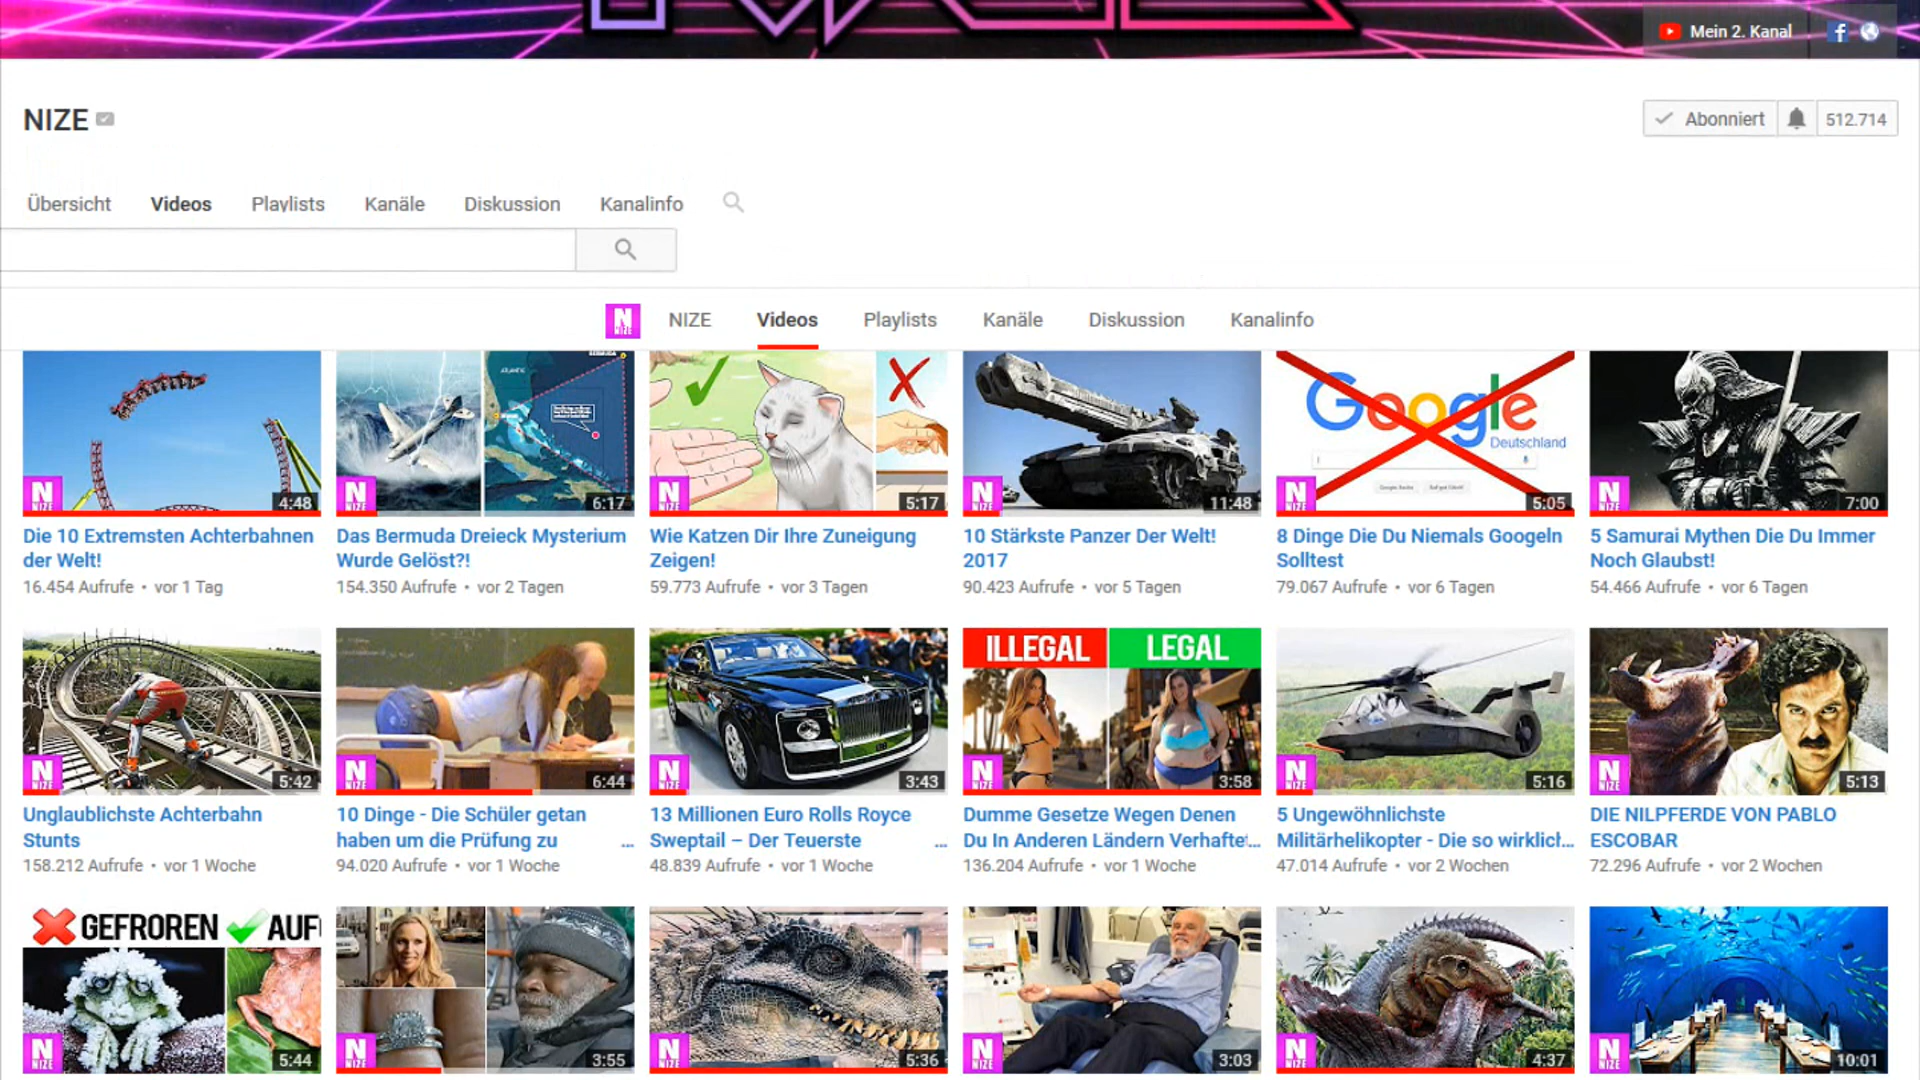 Mein 2. Kanal
NIZE
Abonniert
512.714
Übersicht Videos Playlists Kanäle Diskussion Kanalinfo
NIZE Videos Playlists Kanäle Diskussion Kanalinfo
N NIZE
4:48
6:17
5:17
11:48
Google
Deutschland
5:05
7:00
Die 10 Extremsten Achterbahnen
der Welt!
16.454 Aufrufe • vor 1 Tag
Das Bermuda Dreieck Mysterium
Wurde Gelöst?!
154.350 Aufrufe • vor 2 Tagen
Wie Katzen Dir Ihre Zuneigung
Zeigen!
59.773 Aufrufe • vor 3 Tagen
10 Stärkste Panzer Der Welt!
2017
90.423 Aufrufe • vor 5 Tagen
8 Dinge Die Du Niemals Googeln
Solltest
79.067 Aufrufe • vor 6 Tagen
5 Samurai Mythen Die Du Immer
Noch Glaubst!
54.466 Aufrufe • vor 6 Tagen
5:42
6:44
3:43
ILLEGAL LEGAL
3:58
5:16
5:13
Unglaublichste Achterbahn
Stunts
158.212 Aufrufe • vor 1 Woche
10 Dinge - Die Schüler getan
haben um die Prüfung zu ...
94.020 Aufrufe • vor 1 Woche
13 Millionen Euro Rolls Royce
Sweptail – Der Teuerste ...
48.839 Aufrufe • vor 1 Woche
Dumme Gesetze Wegen Denen
Du In Anderen Ländern Verhaftet...
136.204 Aufrufe • vor 1 Woche
5 Ungewöhnlichste
Militärhelikopter - Die so wirklich...
47.014 Aufrufe • vor 2 Wochen
DIE NILPFERDE VON PABLO
ESCOBAR
72.296 Aufrufe • vor 2 Wochen
GEFROREN AUF
5:44
3:55
5:36
3:03
4:37
10:01